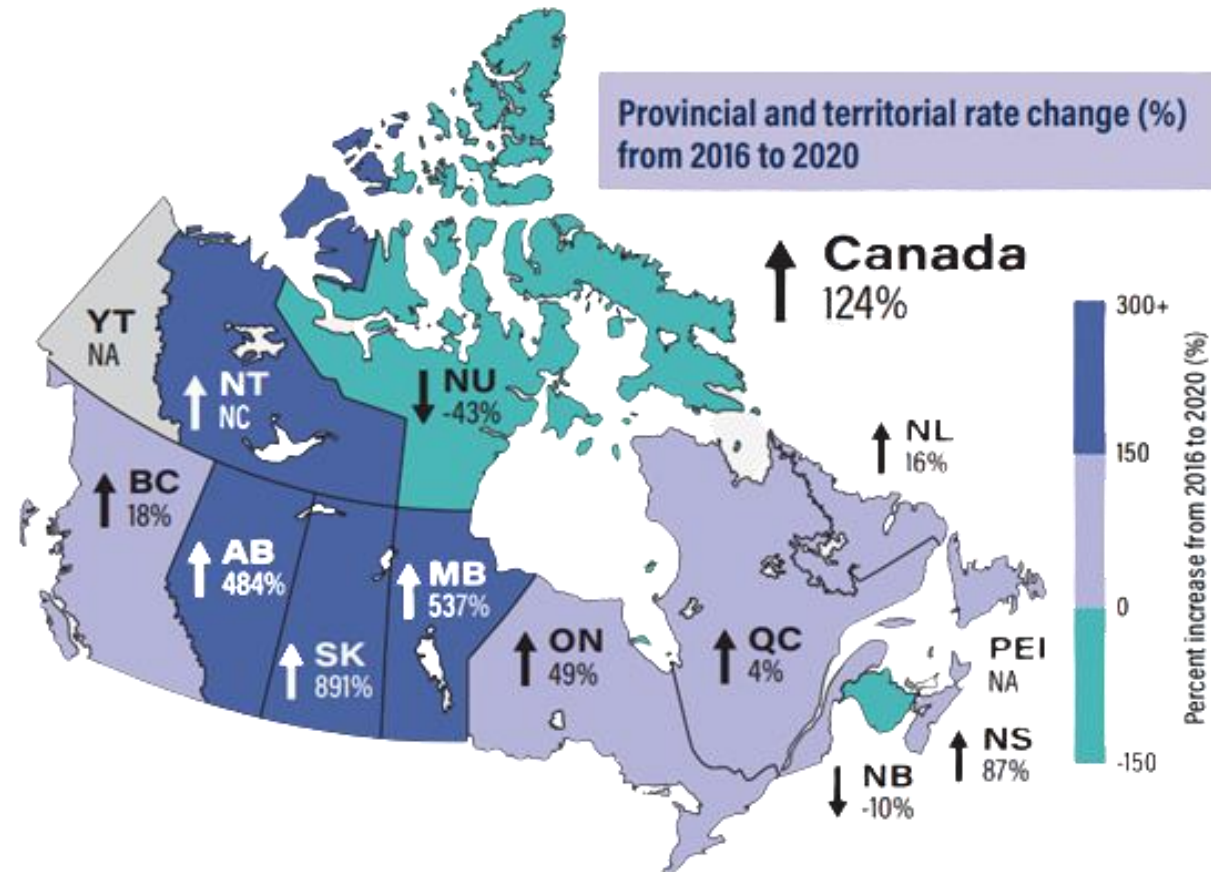 Provincial and territorial rate change (%)
from 2016 to 2020
Canada
124%
YT
NA
NT
NC
NU
-43%
NL
16%
BC
18%
AB
484%
MB
537%
SK
891%
ON
49%
QC
4%
PEI
NA
NS
87%
NB
-10%
300+
150
0
-150
Percent increase from 2016 to 2020 (%)